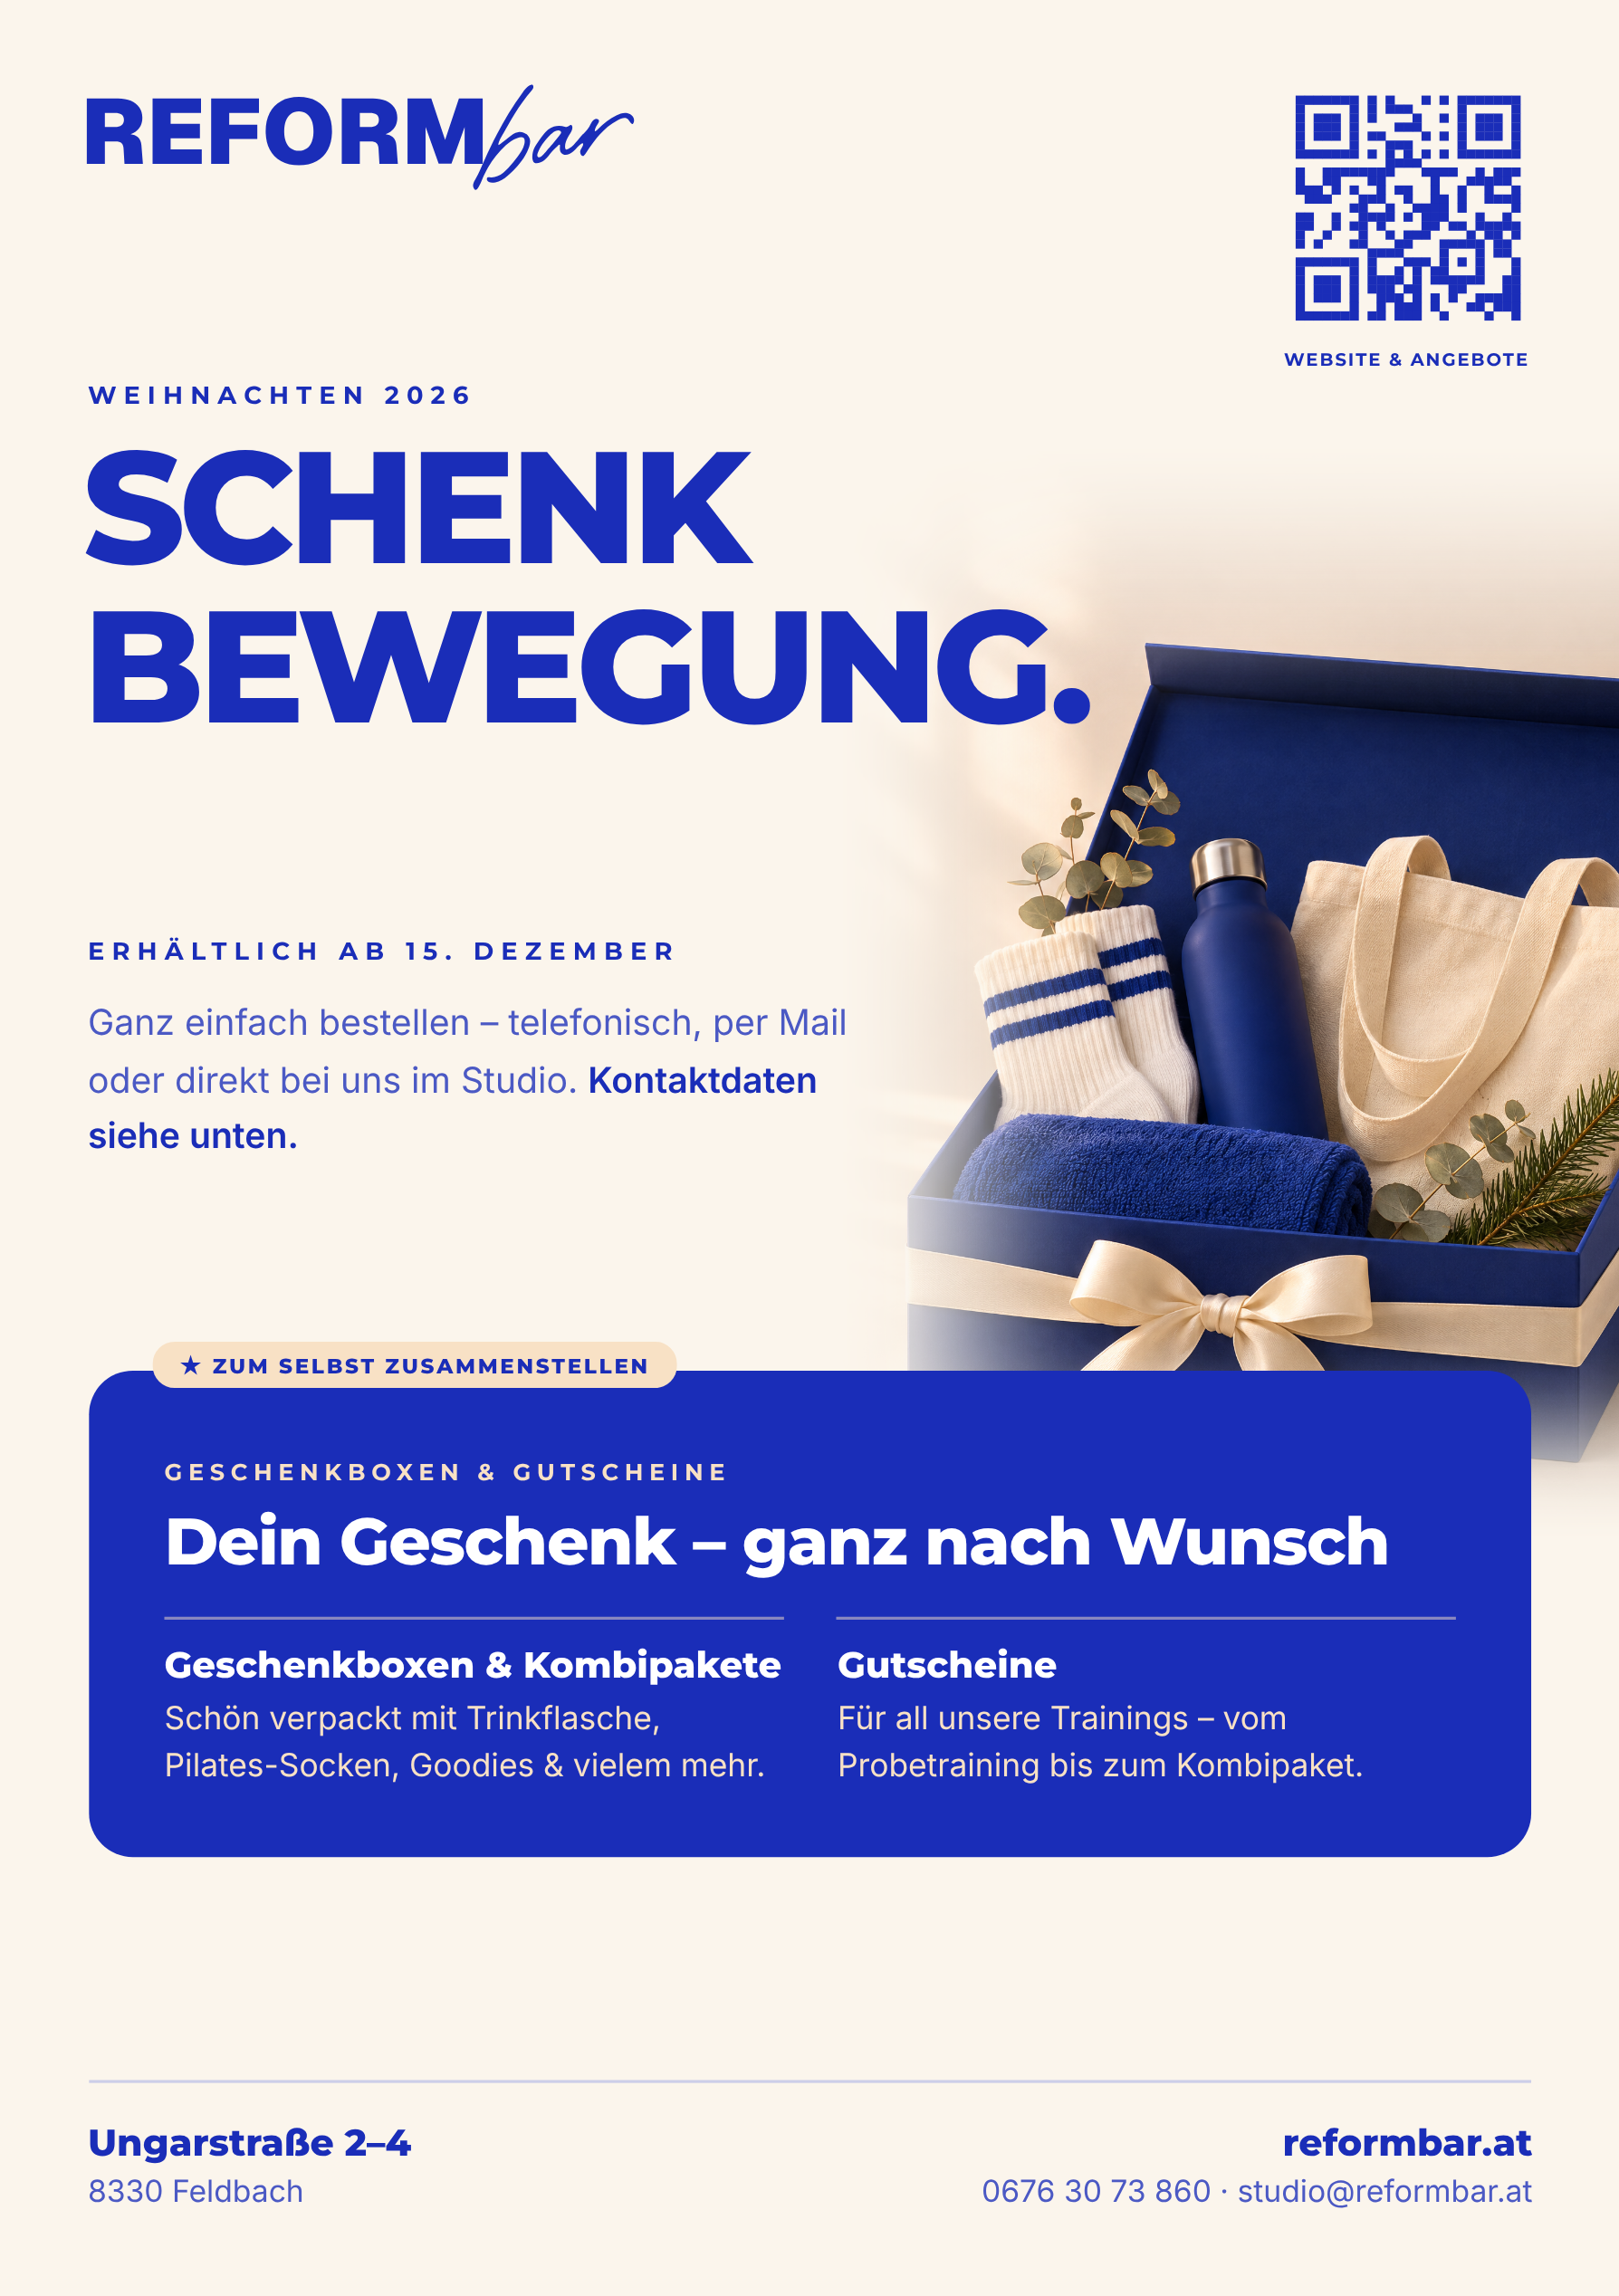 REFORMbar
WEBSITE & ANGEBOTE
WEIHNACHTEN 2026
SCHENK
BEWEGUNG.
ERHÄLTLICH AB 15. DEZEMBER
Ganz einfach bestellen – telefonisch, per Mail
oder direkt bei uns im Studio. Kontaktdaten
siehe unten.
★ ZUM SELBST ZUSAMMENSTELLEN
GESCHENKBOXEN & GUTSCHEINE
Dein Geschenk – ganz nach Wunsch
Geschenkboxen & Kombipakete
Schön verpackt mit Trinkflasche,
Pilates-Socken, Goodies & vielem mehr.
Gutscheine
Für all unsere Trainings – vom
Probetraining bis zum Kombipaket.
Ungarstraße 2–4
8330 Feldbach
reformbar.at
0676 30 73 860 · studio@reformbar.at